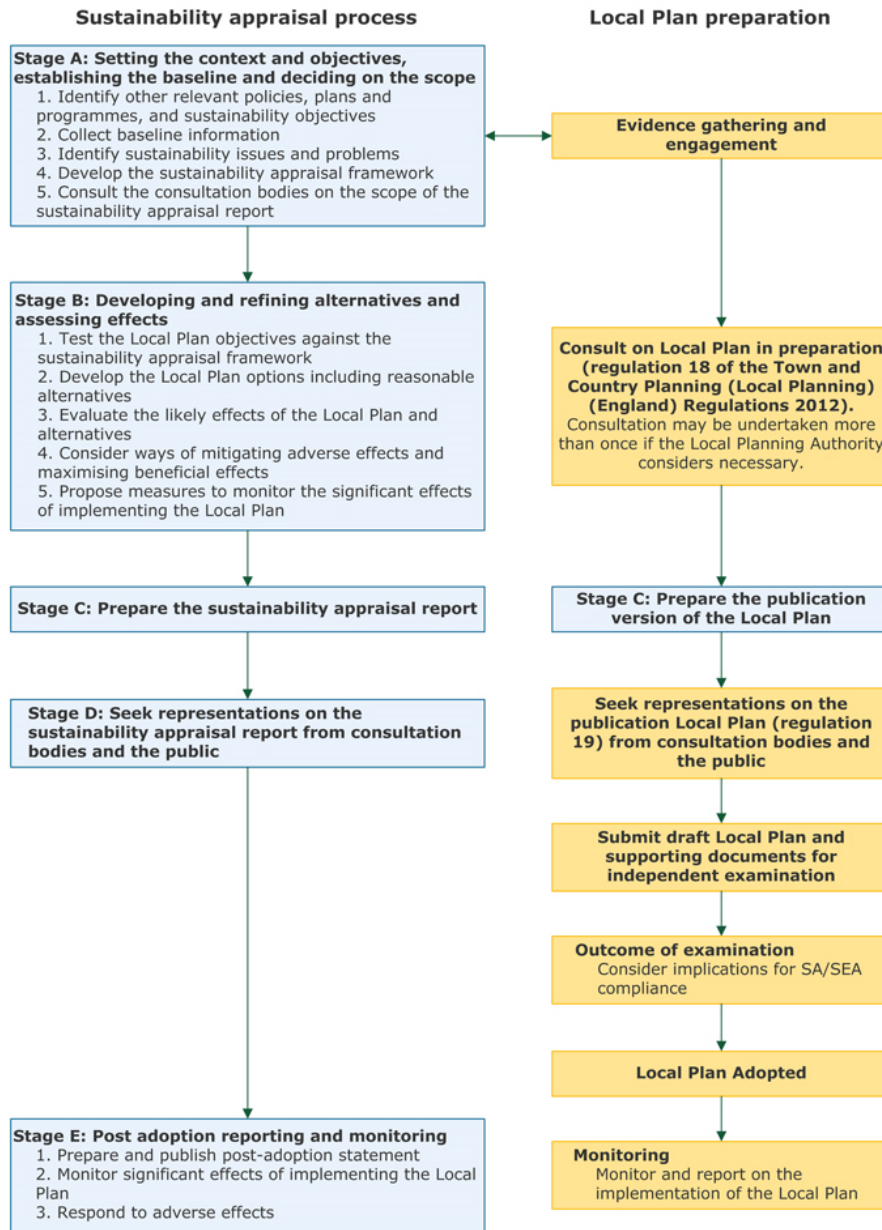 Sustainability appraisal process
Stage A: Setting the context and objectives,
establishing the baseline and deciding on the scope
1. Identify other relevant policies, plans and
programmes, and sustainability objectives
2. Collect baseline information
3. Identify sustainability issues and problems
4. Develop the sustainability appraisal framework
5. Consult the consultation bodies on the scope of the
sustainability appraisal report
Stage B: Developing and refining alternatives and
assessing effects
1. Test the Local Plan objectives against the
sustainability appraisal framework
2. Develop the Local Plan options including reasonable
alternatives
3. Evaluate the likely effects of the Local Plan and
alternatives
4. Consider ways of mitigating adverse effects and
maximising beneficial effects
5. Propose measures to monitor the significant effects
of implementing the Local Plan
Stage C: Prepare the sustainability appraisal report
Stage D: Seek representations on the
sustainability appraisal report from consultation
bodies and the public
Stage E: Post adoption reporting and monitoring
1. Prepare and publish post-adoption statement
2. Monitor significant effects of implementing the Local
Plan
3. Respond to adverse effects
Local Plan preparation
Evidence gathering and
engagement
Consult on Local Plan in preparation
(regulation 18 of the Town and
Country Planning (Local Planning)
(England) Regulations 2012).
Consultation may be undertaken more
than once if the Local Planning Authority
considers necessary.
Stage C: Prepare the publication
version of the Local Plan
Seek representations on the
publication Local Plan (regulation
19) from consultation bodies and
the public
Submit draft Local Plan and
supporting documents for
independent examination
Outcome of examination
Consider implications for SA/SEA
compliance
Local Plan Adopted
Monitoring
Monitor and report on the
implementation of the Local Plan